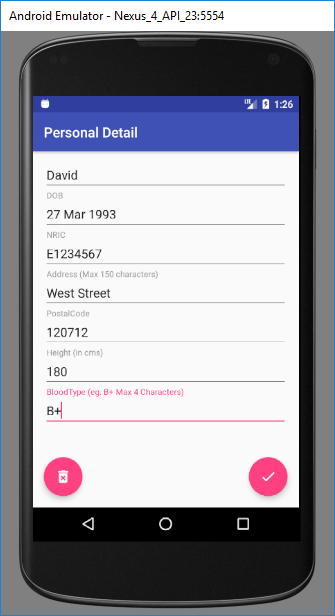 Android Emulator - Nexus_4_API_23:5554
1:26
Personal Detail
David
DOB
27 Mar 1993
NRIC
E1234567
Address (Max 150 characters)
West Street
PostalCode
120712
Height (in cms)
180
BloodType (eg, B+ Max 4 Characters)
B+